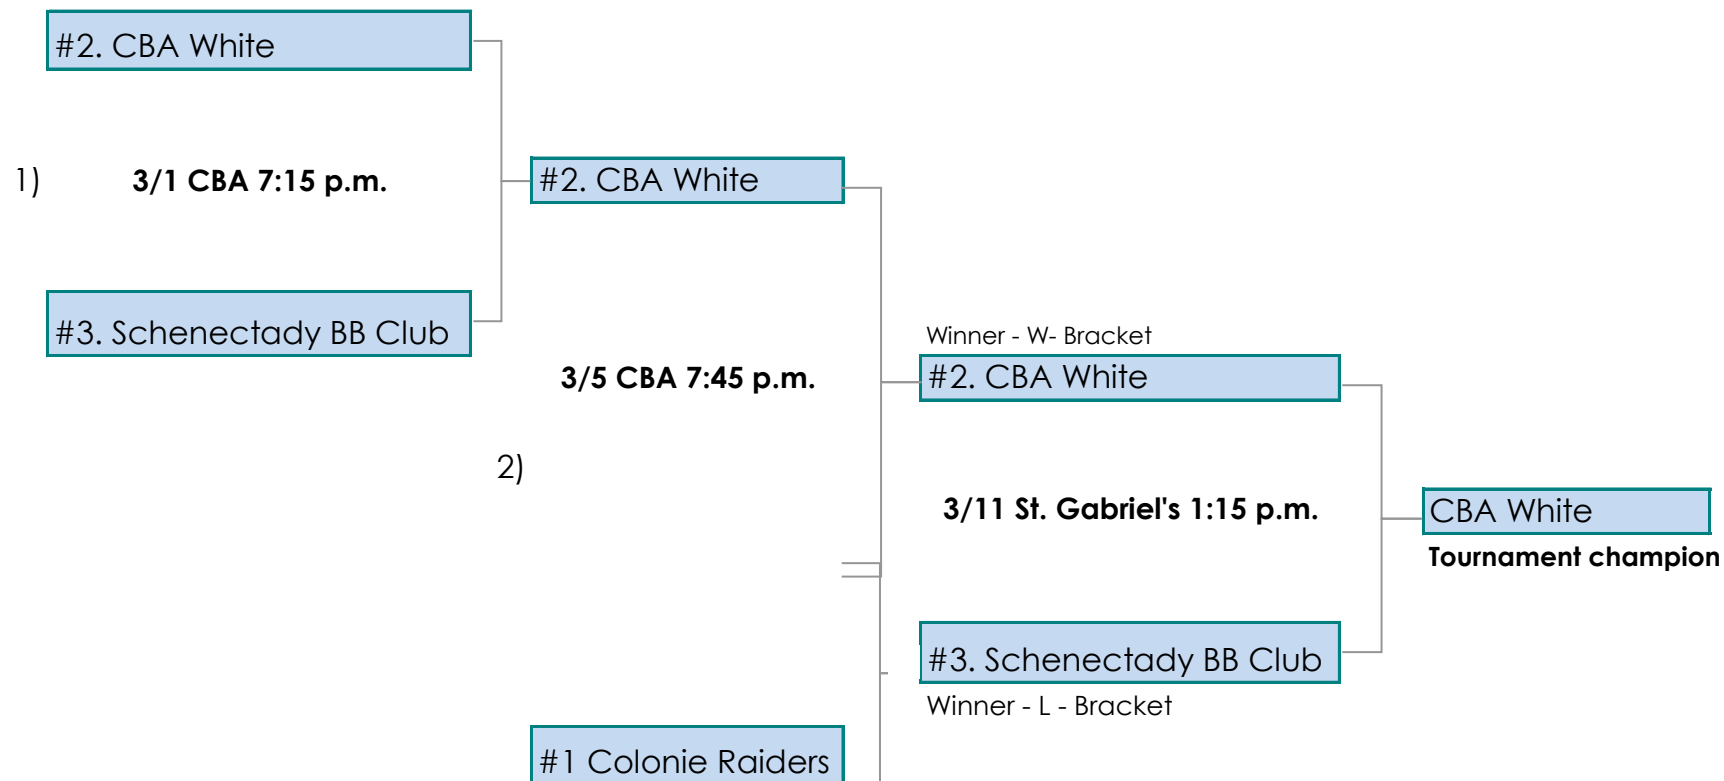 #2. CBA White
1)
3/1 CBA 7:15 p.m.
#2. CBA White
#3. Schenectady BB Club
3/5 CBA 7:45 p.m.
Winner - W- Bracket
#2. CBA White
2)
3/11 St. Gabriel's 1:15 p.m.
CBA White
Tournament champion
#3. Schenectady BB Club
Winner - L - Bracket
#1 Colonie Raiders